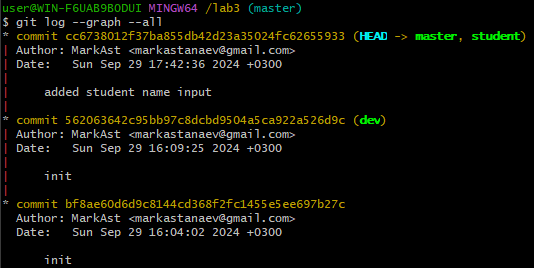 user@WIN-F6UAB9BODUI MINGW64 /lab3 (master)
$ git log --graph --all
* commit cc6738012f37ba855db42d23a35024fc62655933 (HEAD -> master, student)
| Author: MarkAst <markastanaev@gmail.com>
| Date:   Sun Sep 29 17:42:36 2024 +0300
|
|     added student name input
|
* commit 562063642c95bb97c8dcbd9504a5ca922a526d9c (dev)
| Author: MarkAst <markastanaev@gmail.com>
| Date:   Sun Sep 29 16:09:25 2024 +0300
|
|     init
|
* commit bf8ae60d6d9c8144cd368f2fc1455e5ee697b27c
  Author: MarkAst <markastanaev@gmail.com>
  Date:   Sun Sep 29 16:04:02 2024 +0300

      init